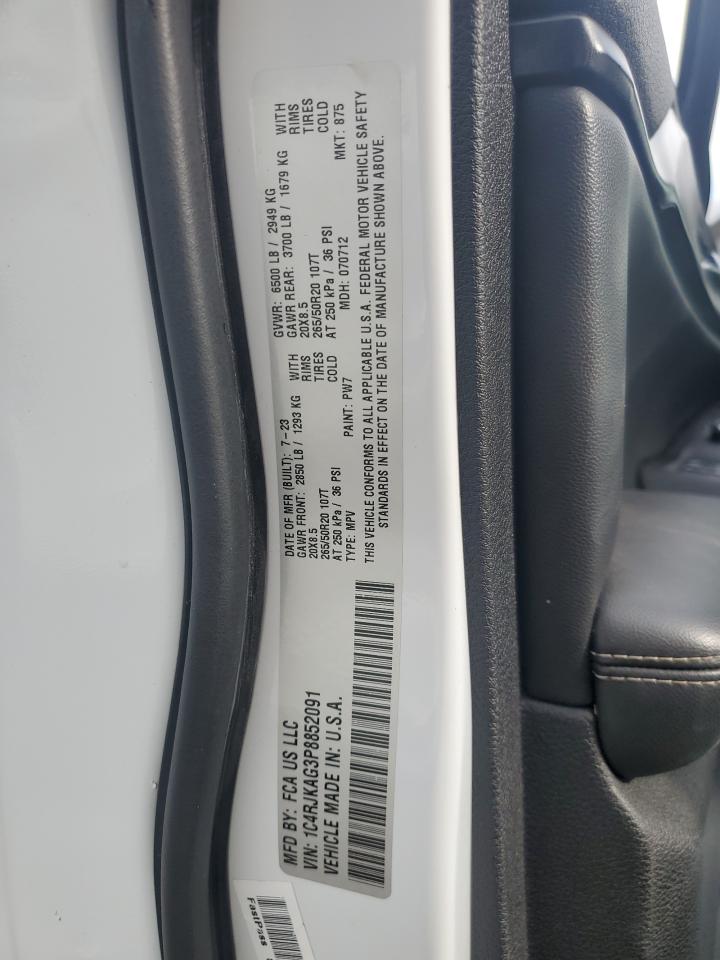 MFD BY: FCA US LLC
VIN: 1C4RJKAG3P8852091
VEHICLE MADE IN: U.S.A.
DATE OF MFR (BUILT): 7-23
GAWR FRONT: 2850 LB / 1293 KG WITH
20X8.5 RIMS
265/50R20 107T TIRES
AT 250 kPa / 36 PSI COLD
TYPE: MPV PAINT: PW7
GVWR: 6500 LB / 2949 KG
GAWR REAR: 3700 LB / 1679 KG WITH
20X8.5 RIMS
265/50R20 107T TIRES
AT 250 kPa / 36 PSI COLD
MDH: 070712 MKT: 875
THIS VEHICLE CONFORMS TO ALL APPLICABLE U.S.A. FEDERAL MOTOR VEHICLE SAFETY
STANDARDS IN EFFECT ON THE DATE OF MANUFACTURE SHOWN ABOVE.
FastPass